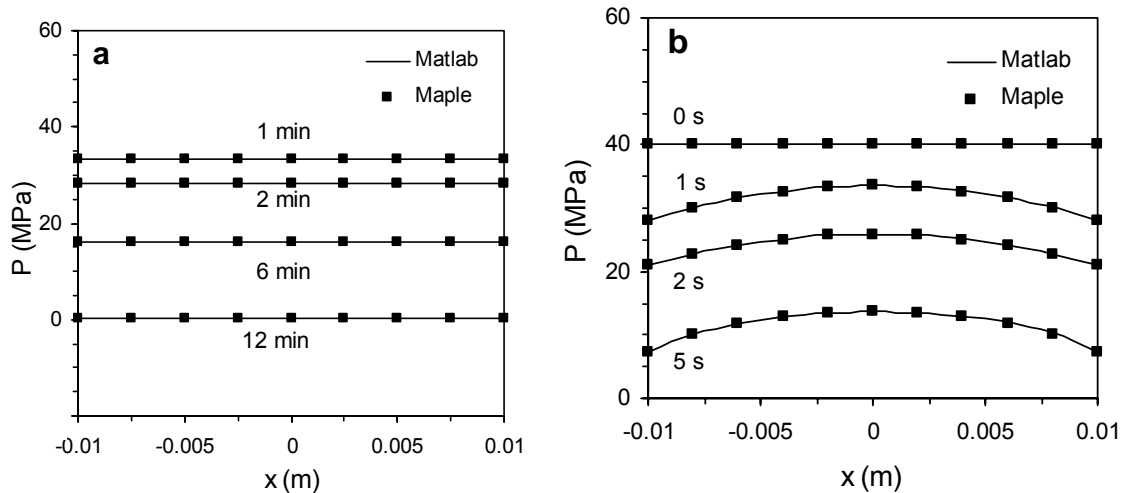 a
Matlab
Maple
1 min
2 min
6 min
12 min
60
40
20
0
P (MPa)
-0.01
-0.005
0
0.005
0.01
x (m)
b
Matlab
Maple
0 s
1 s
2 s
5 s
60
40
20
0
P (MPa)
-0.01
-0.005
0
0.005
0.01
x (m)